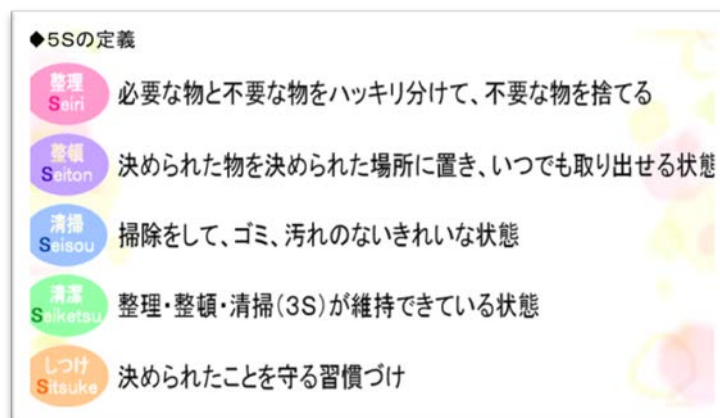 ◆5Sの定義
整理
Seiri
必要な物と不要な物をハッキリ分けて、不要な物を捨てる
整頓
Seiton
決められた物を決められた場所に置き、いつでも取り出せる状態
清掃
Seisou
掃除をして、ゴミ、汚れのないきれいな状態
清潔
Seiketsu
整理・整頓・清掃(3S)が維持できている状態
しつけ
Sitsuke
決められたことを守る習慣づけ